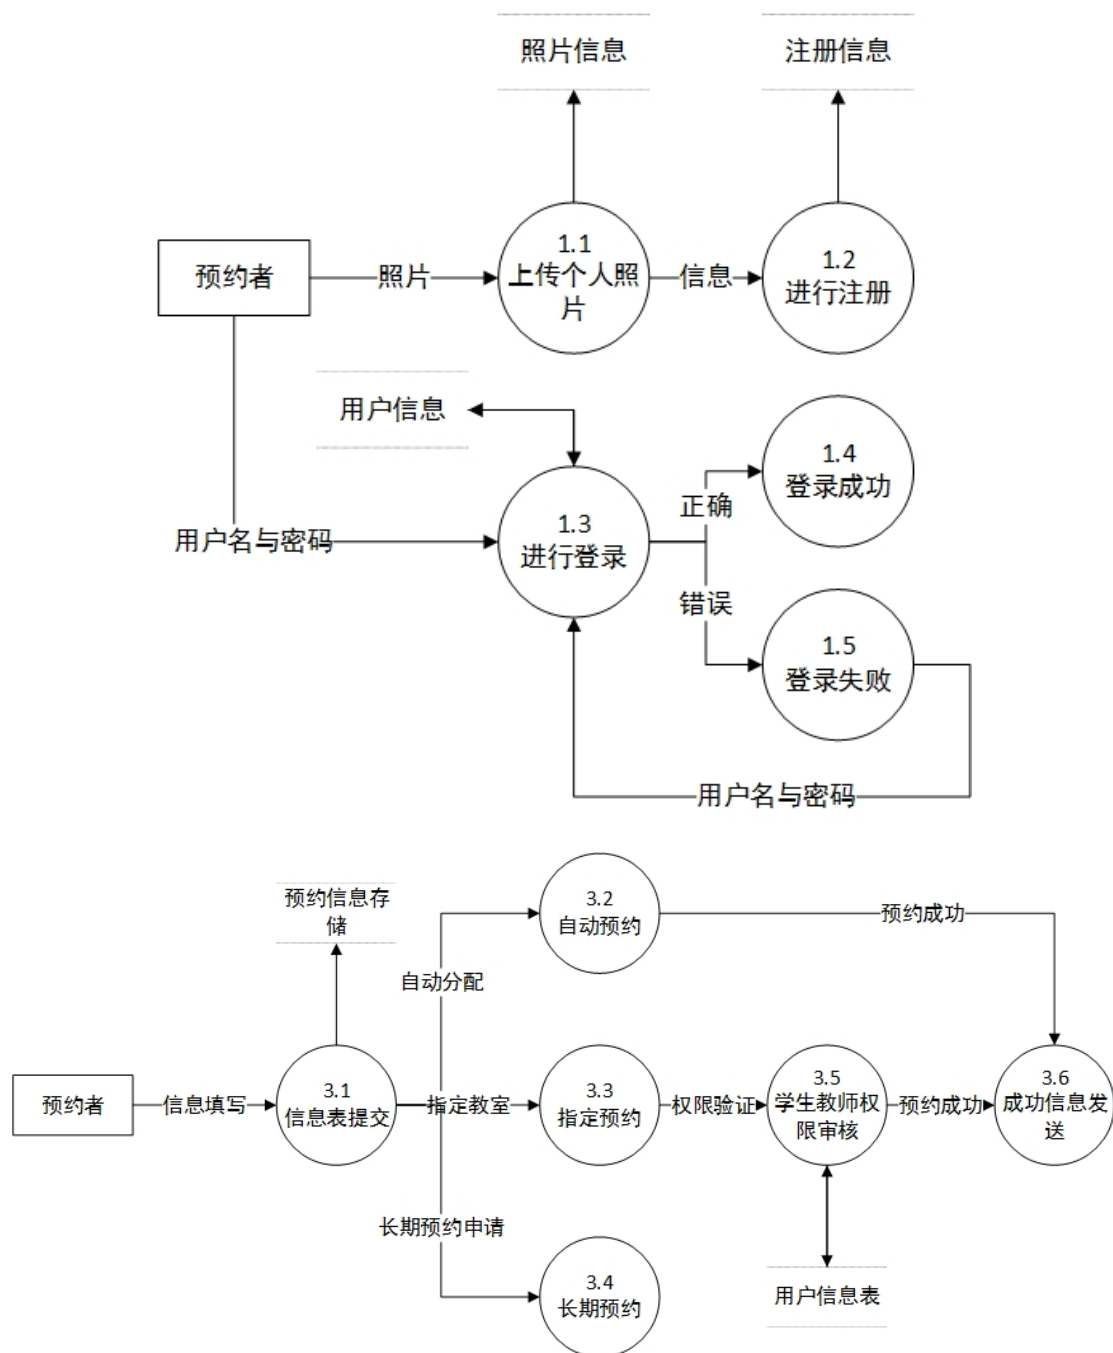 照片信息
注册信息
预约者
照片
1.1
上传个人照
片
信息
1.2
进行注册
用户信息
用户名与密码
1.3
进行登录
正确
错误
1.4
登录成功
1.5
登录失败
用户名与密码
预约信息存
储
3.2
自动预约
预约成功
自动分配
预约者
信息填写
3.1
信息表提交
指定教室
3.3
指定预约
权限验证
3.5
学生教师权
限审核
预约成功
3.6
成功信息发
送
长期预约申请
3.4
长期预约
用户信息表